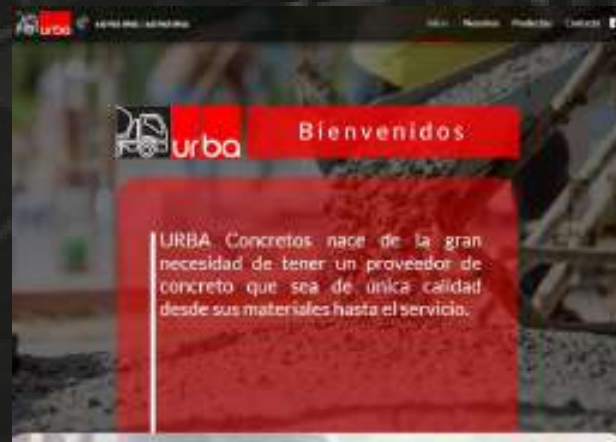 urba
Inicio Nosotros Productos Contacto
urba
Bienvenidos
URBA Concretos nace de la gran
necesidad de tener un proveedor de
concreto que sea de única calidad
desde sus materiales hasta el servicio.